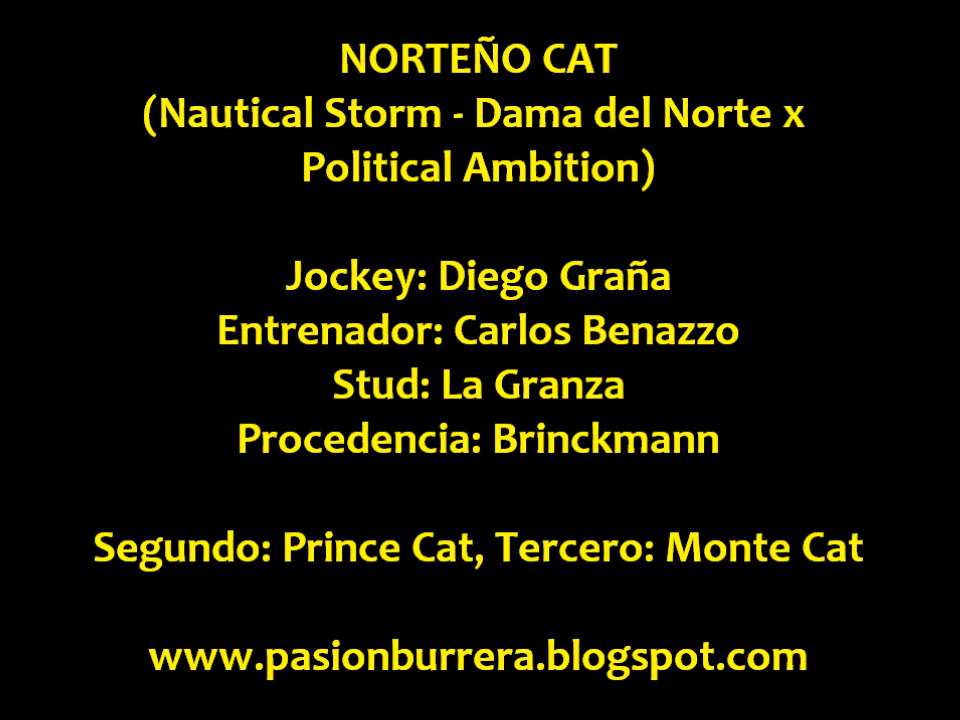 NORTEÑO CAT
(Nautical Storm - Dama del Norte x
Political Ambition)
Jockey: Diego Graña
Entrenador: Carlos Benazzo
Stud: La Granza
Procedencia: Brinckmann
Segundo: Prince Cat, Tercero: Monte Cat
www.pasionburrera.blogspot.com